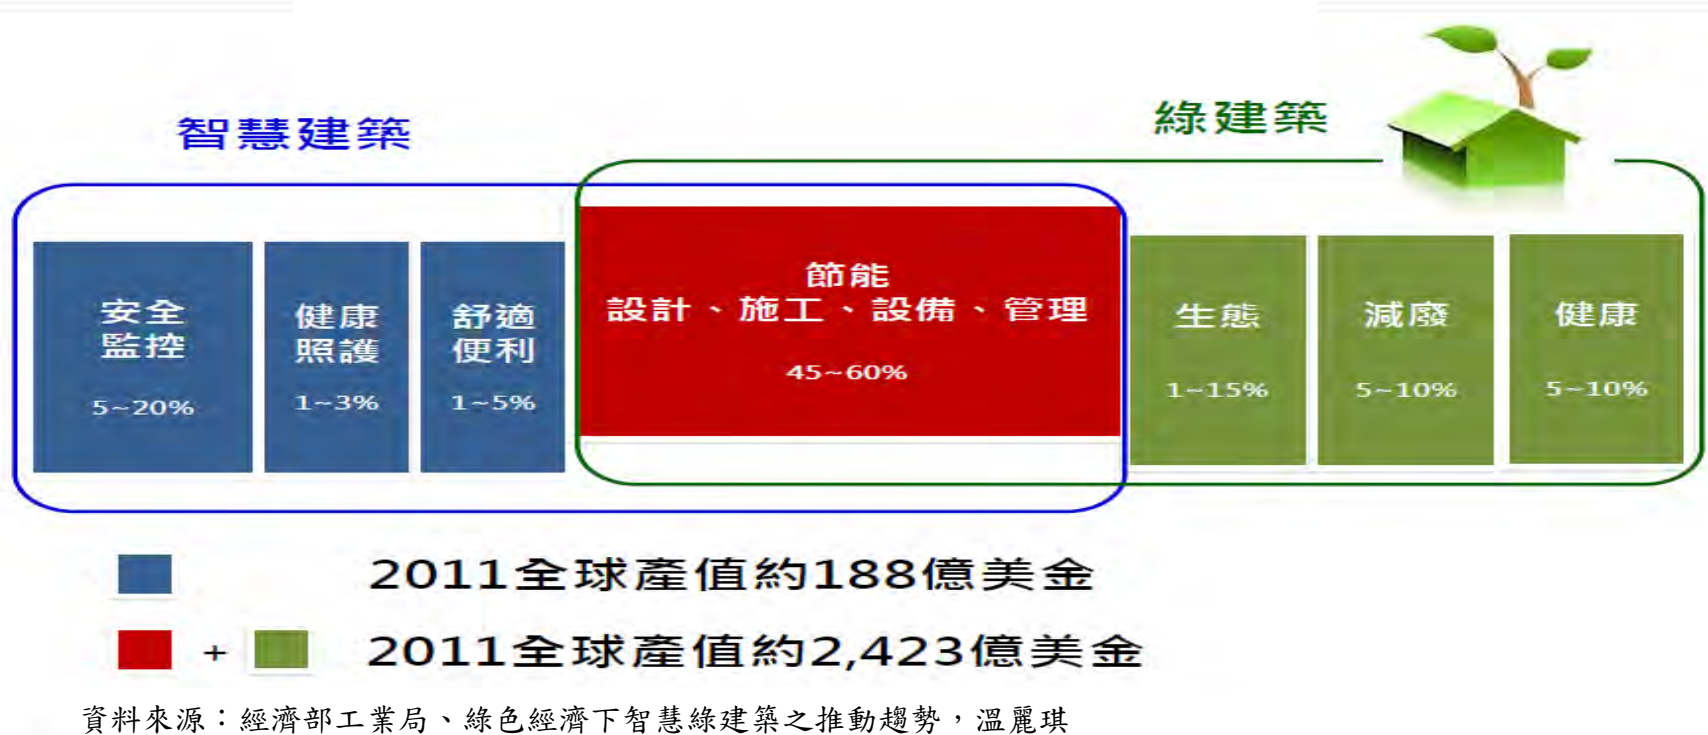 智慧建築
綠建築
安全
監控
5~20%
健康
照護
1~3%
舒適
便利
1~5%
節能
設計、施工、設備、管理
45~60%
生態
1~15%
減廢
5~10%
健康
5~10%
2011全球產值約188億美金
+ 2011全球產值約2,423億美金
資料來源：經濟部工業局、綠色經濟下智慧綠建築之推動趨勢，溫麗琪